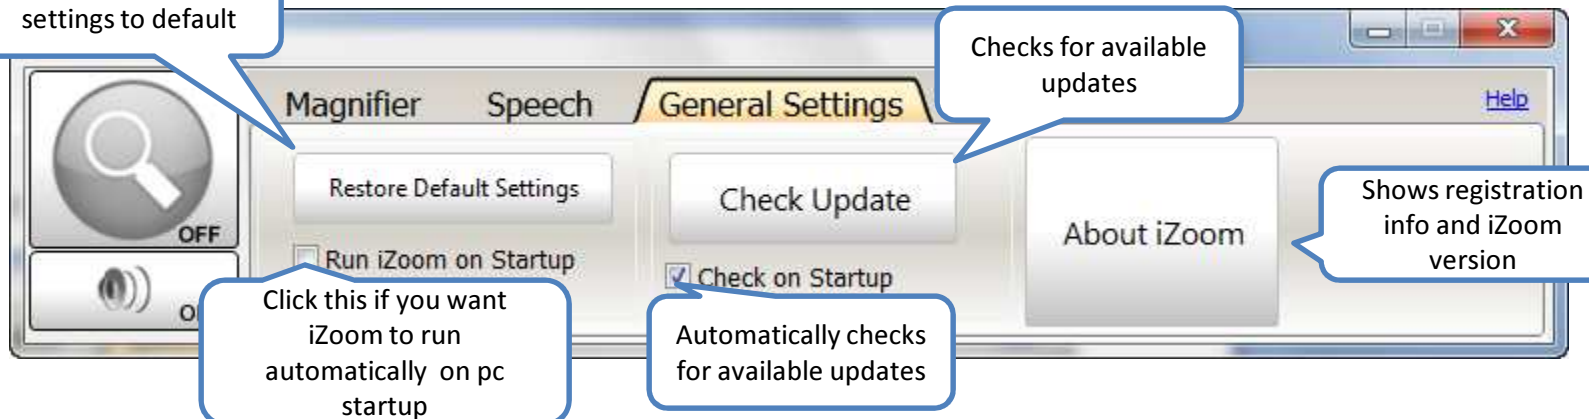 settings to default
Checks for available
updates
Magnifier
Speech
General Settings
Help
Restore Default Settings
Check Update
About iZoom
Shows registration
info and iZoom
version
OFF
Run iZoom on Startup
Check on Startup
Click this if you want
iZoom to run
automatically on pc
startup
Automatically checks
for available updates